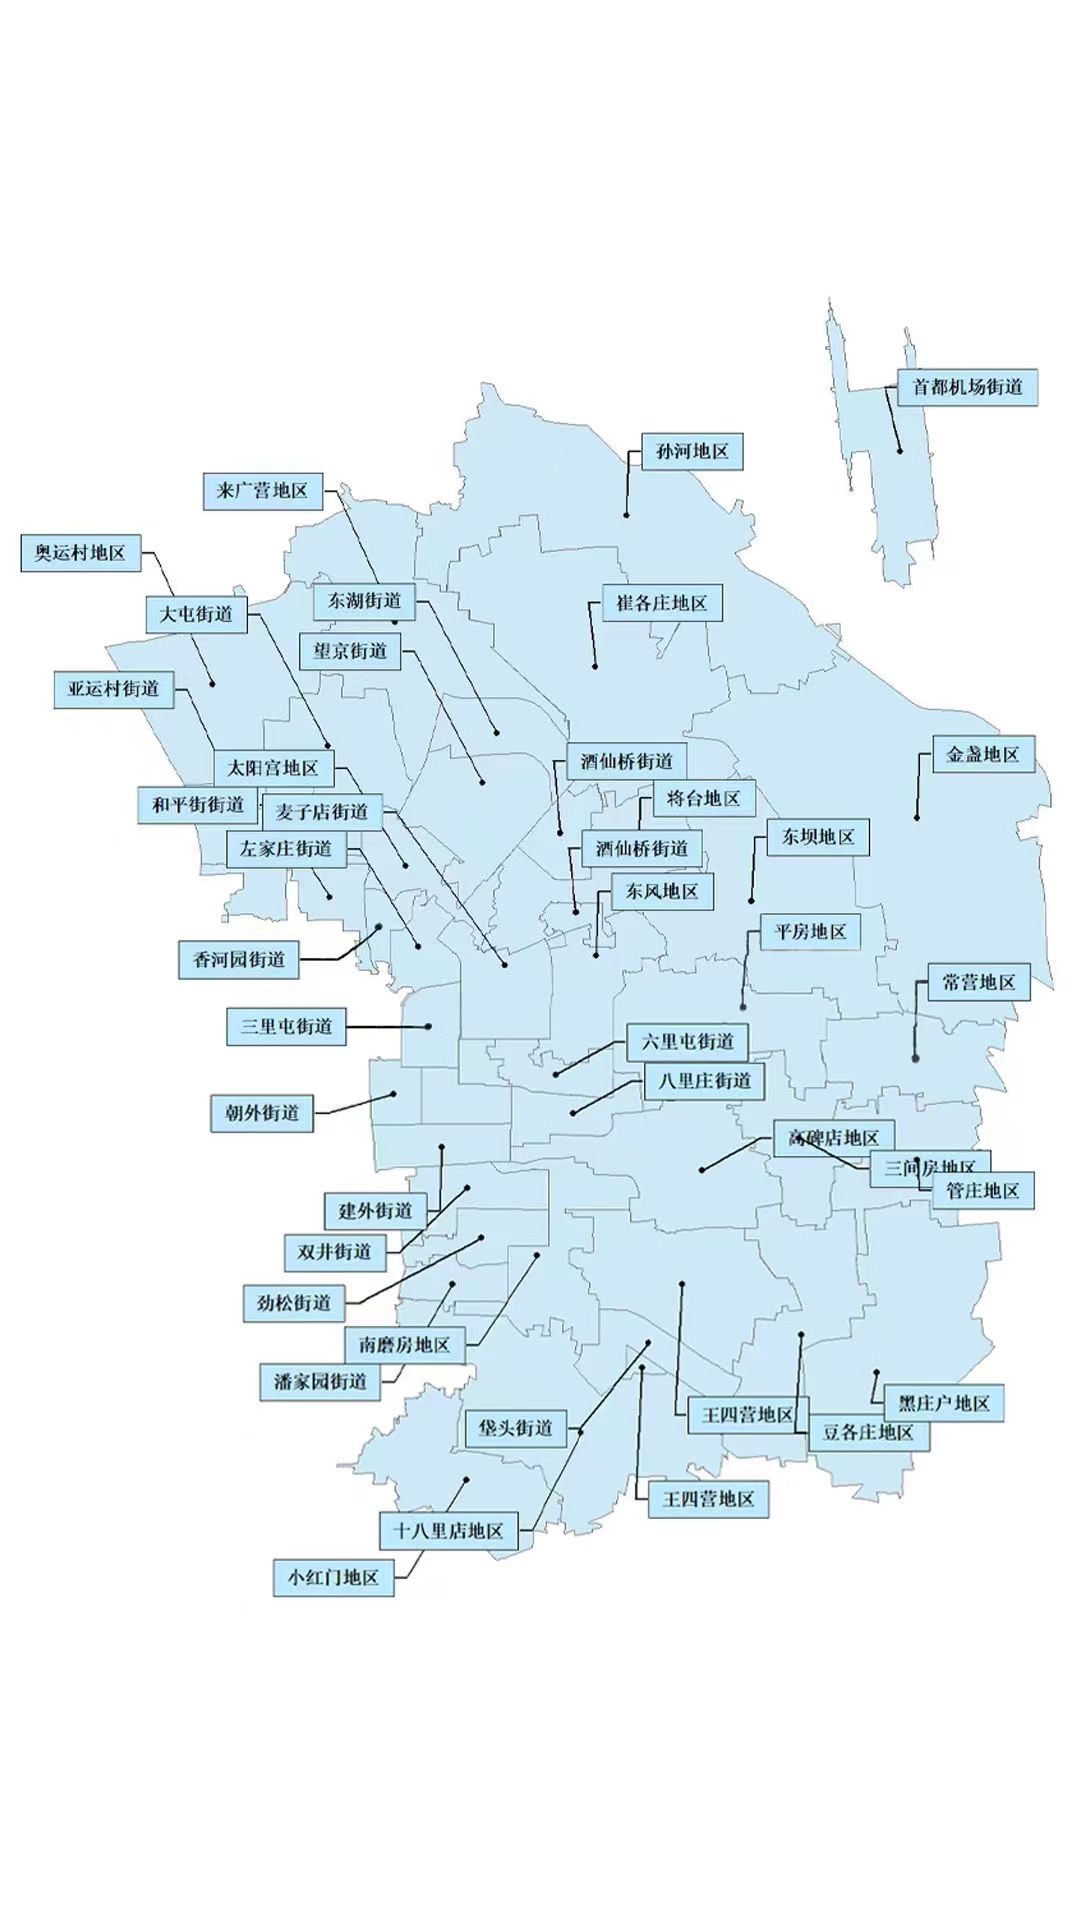 首都机场街道
孙河地区
来广营地区
奥运村地区
大屯街道
东湖街道
崔各庄地区
望京街道
亚运村街道
金盏地区
酒仙桥街道
太阳宫地区
将台地区
和平街街道
麦子店街道
东坝地区
左家庄街道
酒仙桥街道
东风地区
平房地区
香河园街道
常营地区
三里屯街道
六里屯街道
八里庄街道
朝外街道
高碑店地区
三间房地区
管庄地区
建外街道
双井街道
劲松街道
南磨房地区
潘家园街道
黑庄户地区
王四营地区
垡头街道
豆各庄地区
王四营地区
十八里店地区
小红门地区